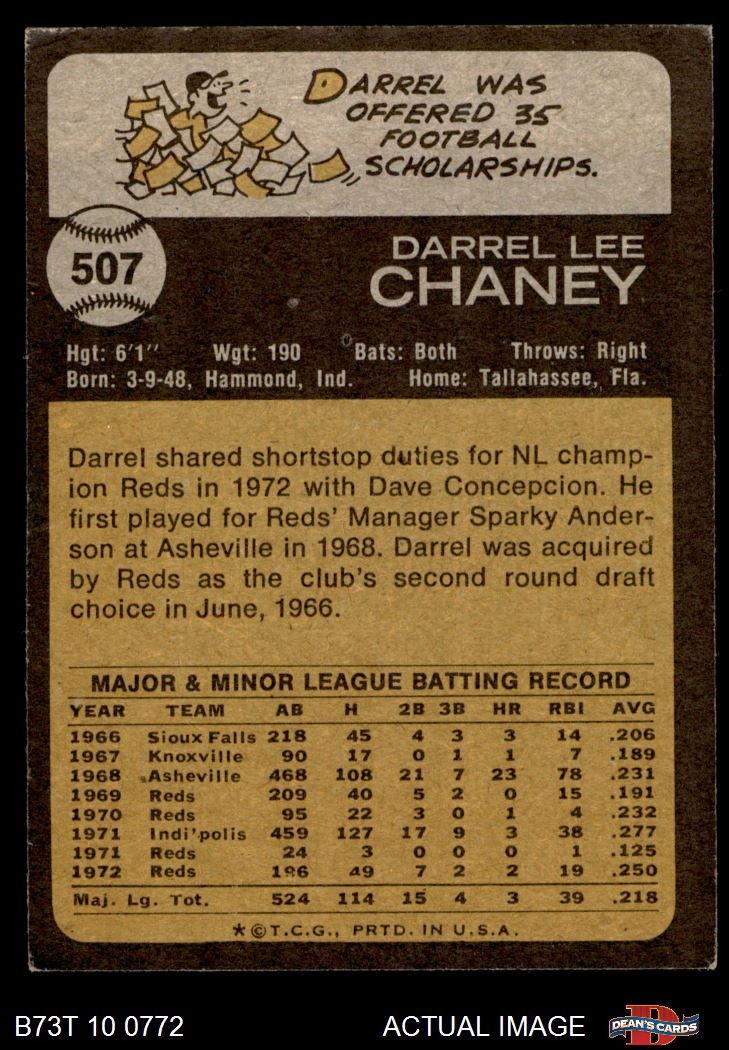 DARREL WAS
OFFERED 35
FOOTBALL
SCHOLARSHIPS.
507
DARREL LEE
CHANEY
Hgt: 6'1" Wgt: 190 Bats: Both Throws: Right
Born: 3-9-48, Hammond, Ind. Home: Tallahassee, Fla.
Darrel shared shortstop duties for NL champ-
ion Reds in 1972 with Dave Concepcion. He
first played for Reds' Manager Sparky Ander-
son at Asheville in 1968. Darrel was acquired
by Reds as the club's second round draft
choice in June, 1966.
MAJOR & MINOR LEAGUE BATTING RECORD
YEAR TEAM AB H 2B 3B HR RBI AVG
1966 Sioux Falls 218 45 4 3 3 14 .206
1967 Knoxville 90 17 0 1 1 7 .189
1968 Asheville 468 108 21 7 23 78 .231
1969 Reds 209 40 5 2 0 15 .191
1970 Reds 95 22 3 0 1 4 .232
1971 Indi'polis 459 127 17 9 3 38 .277
1971 Reds 24 3 0 0 0 1 .125
1972 Reds 196 49 7 2 2 19 .250
Maj. Lg. Tot. 524 114 15 4 3 39 .218
*©T.C.G., PRTD. IN U.S.A.
B73T 10 0772 ACTUAL IMAGE DEAN'S CARDS